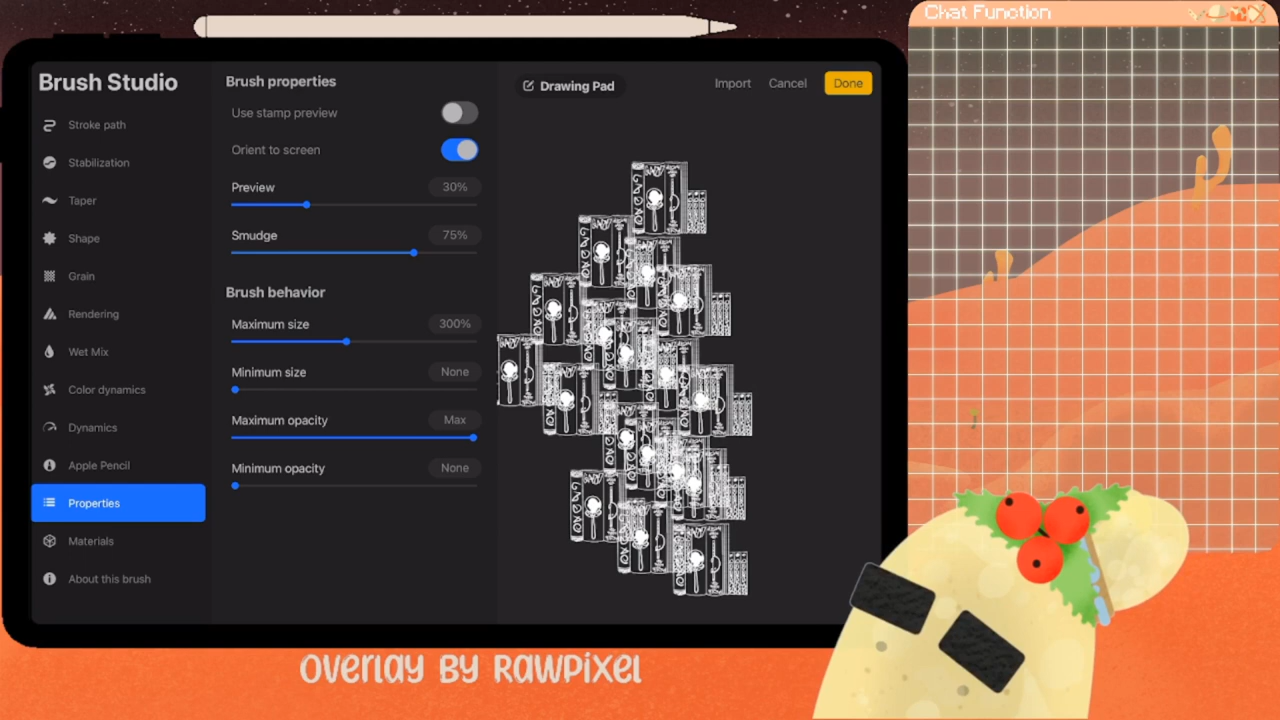 Chat Function
Brush Studio
Stroke path
Stabilization
Taper
Shape
Grain
Rendering
Wet Mix
Color dynamics
Dynamics
Apple Pencil
Properties
Materials
About this brush
Brush properties
Use stamp preview
Orient to screen
Preview 30%
Smudge 75%
Brush behavior
Maximum size 300%
Minimum size None
Maximum opacity Max
Minimum opacity None
Drawing Pad
Import Cancel Done
OVERLAY BY RAWPIXEL